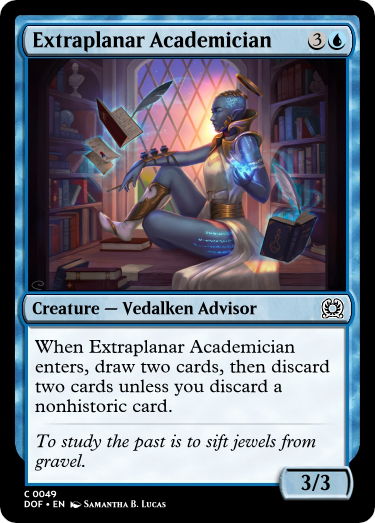 Extraplanar Academician 3
Creature — Vedalken Advisor
When Extraplanar Academician
enters, draw two cards, then discard
two cards unless you discard a
nonhistoric card.
To study the past is to sift jewels from
gravel.
3/3
C 0049
DOF • EN Samantha B. Lucas